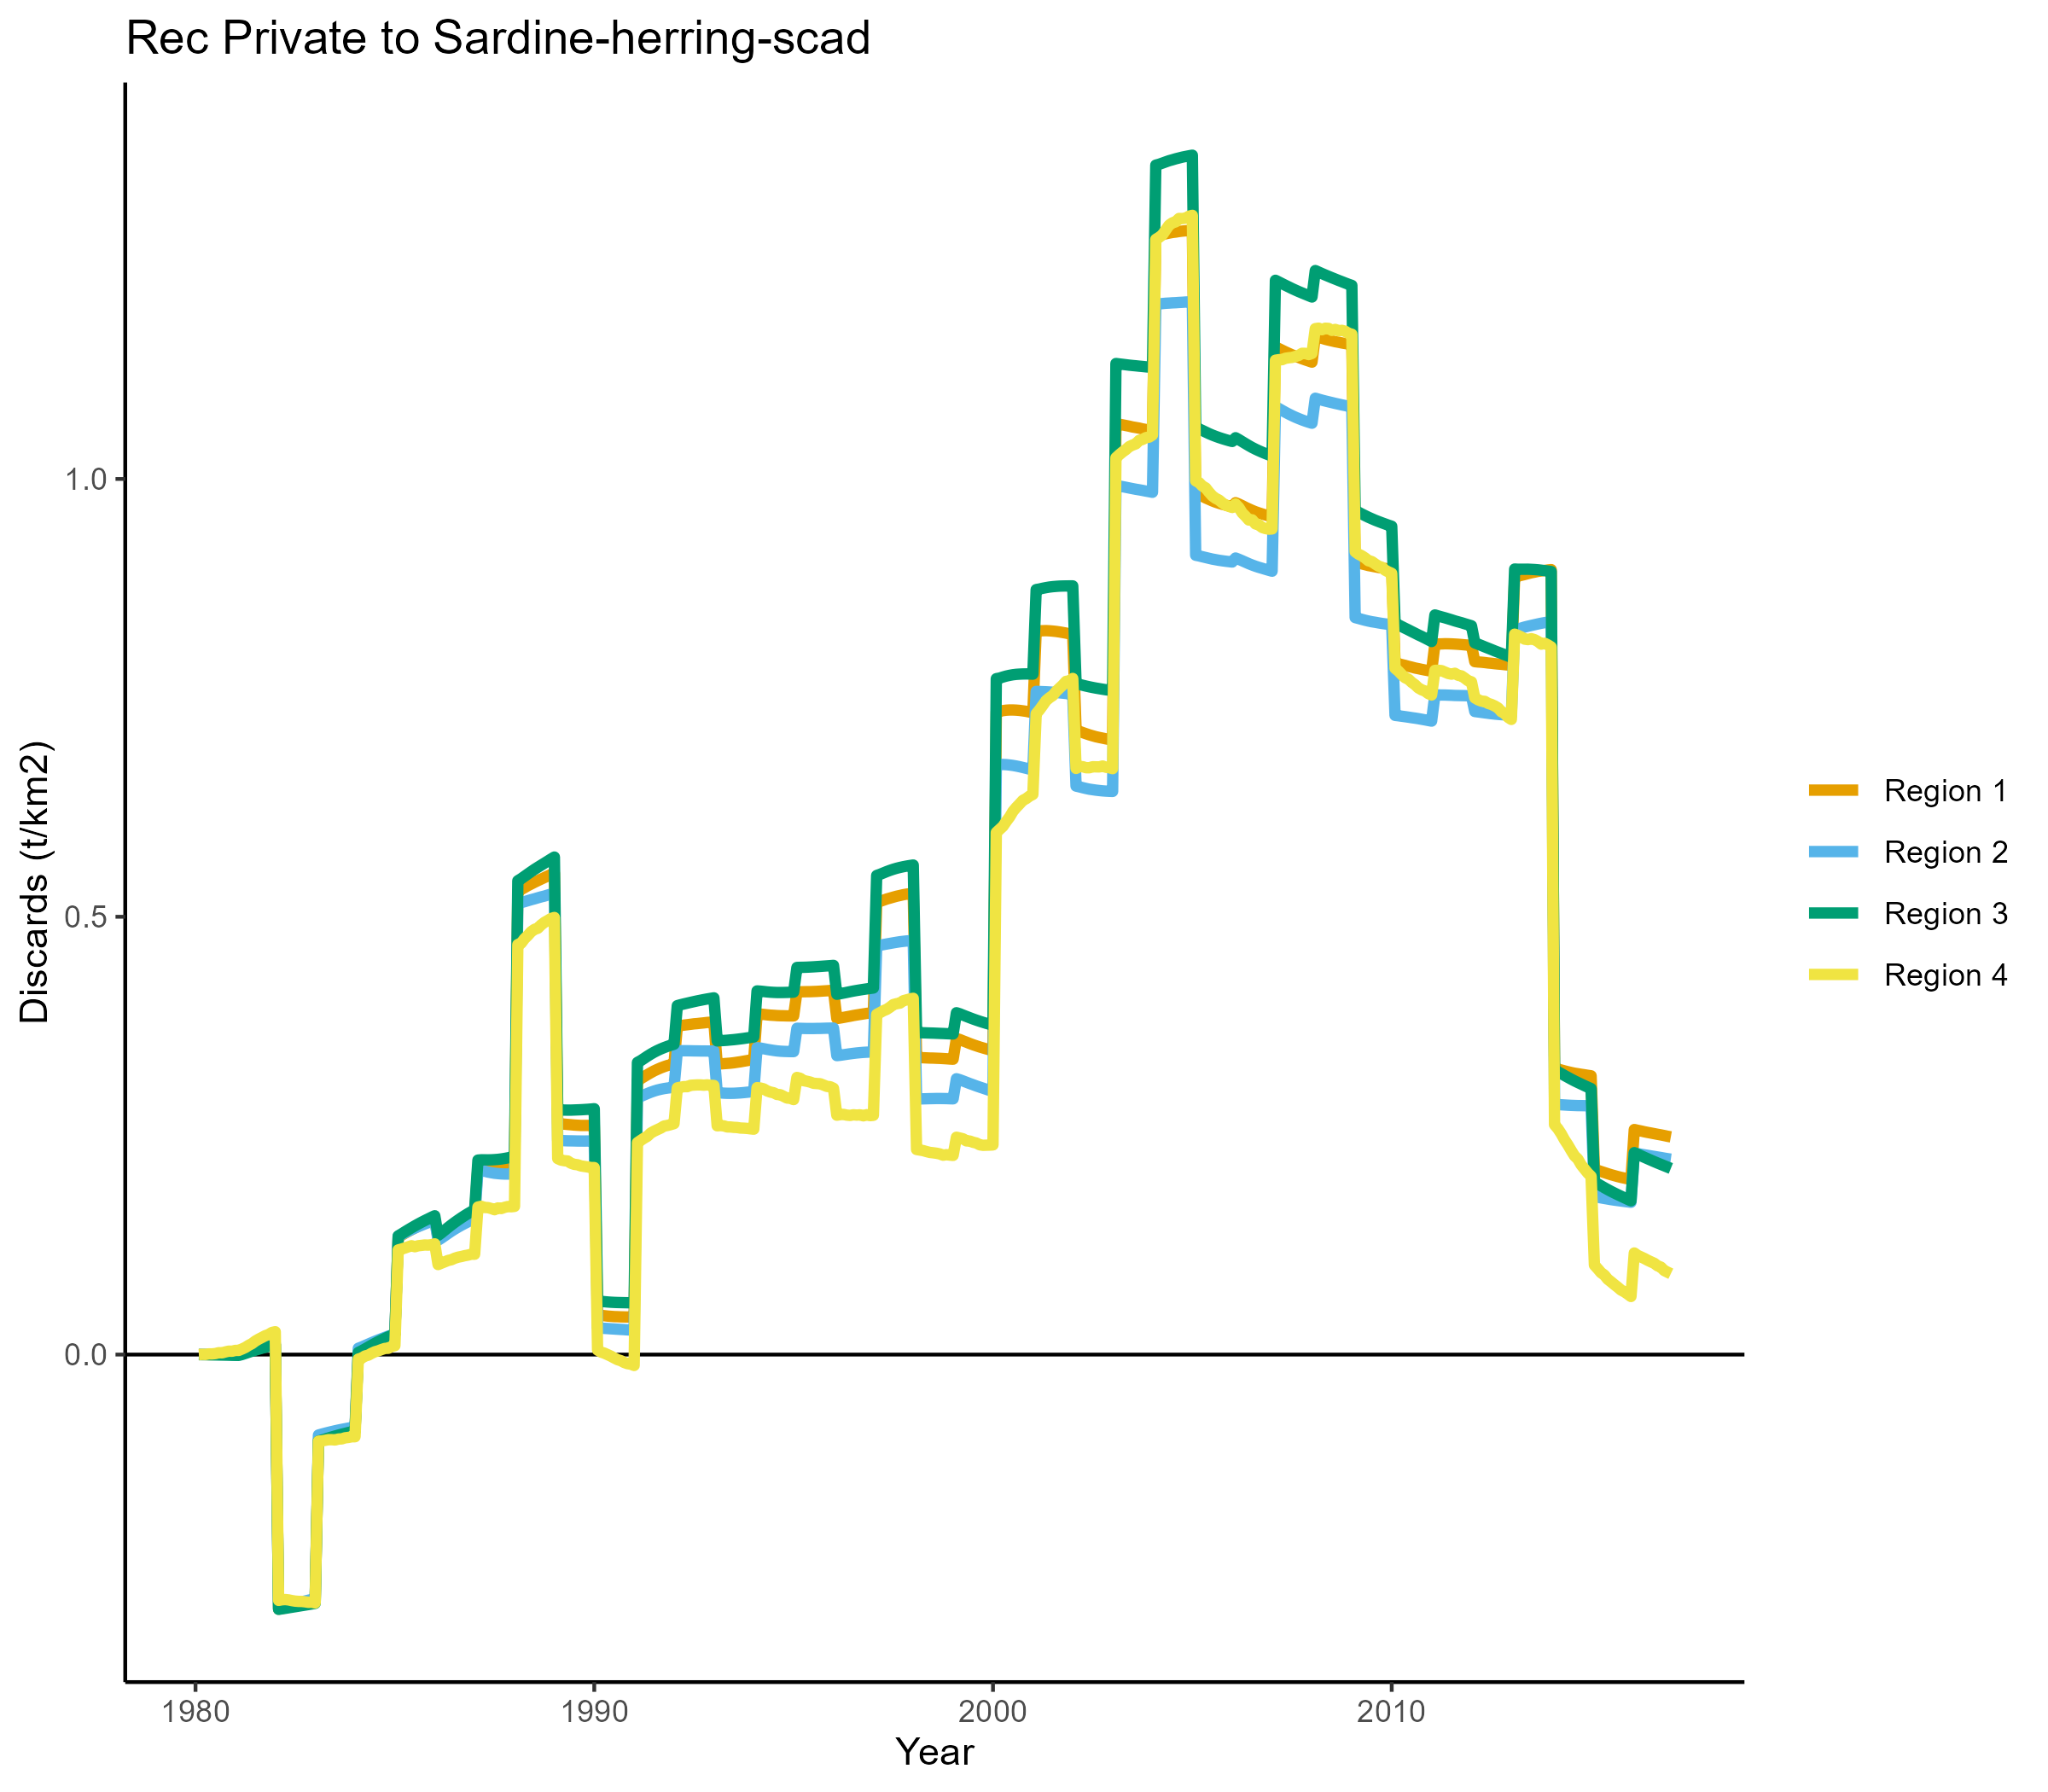 Rec Private to Sardine-herring-scad
Discards (t/km2)
1.0
0.5
0.0
1980
1990
2000
2010
Year
Region 1
Region 2
Region 3
Region 4